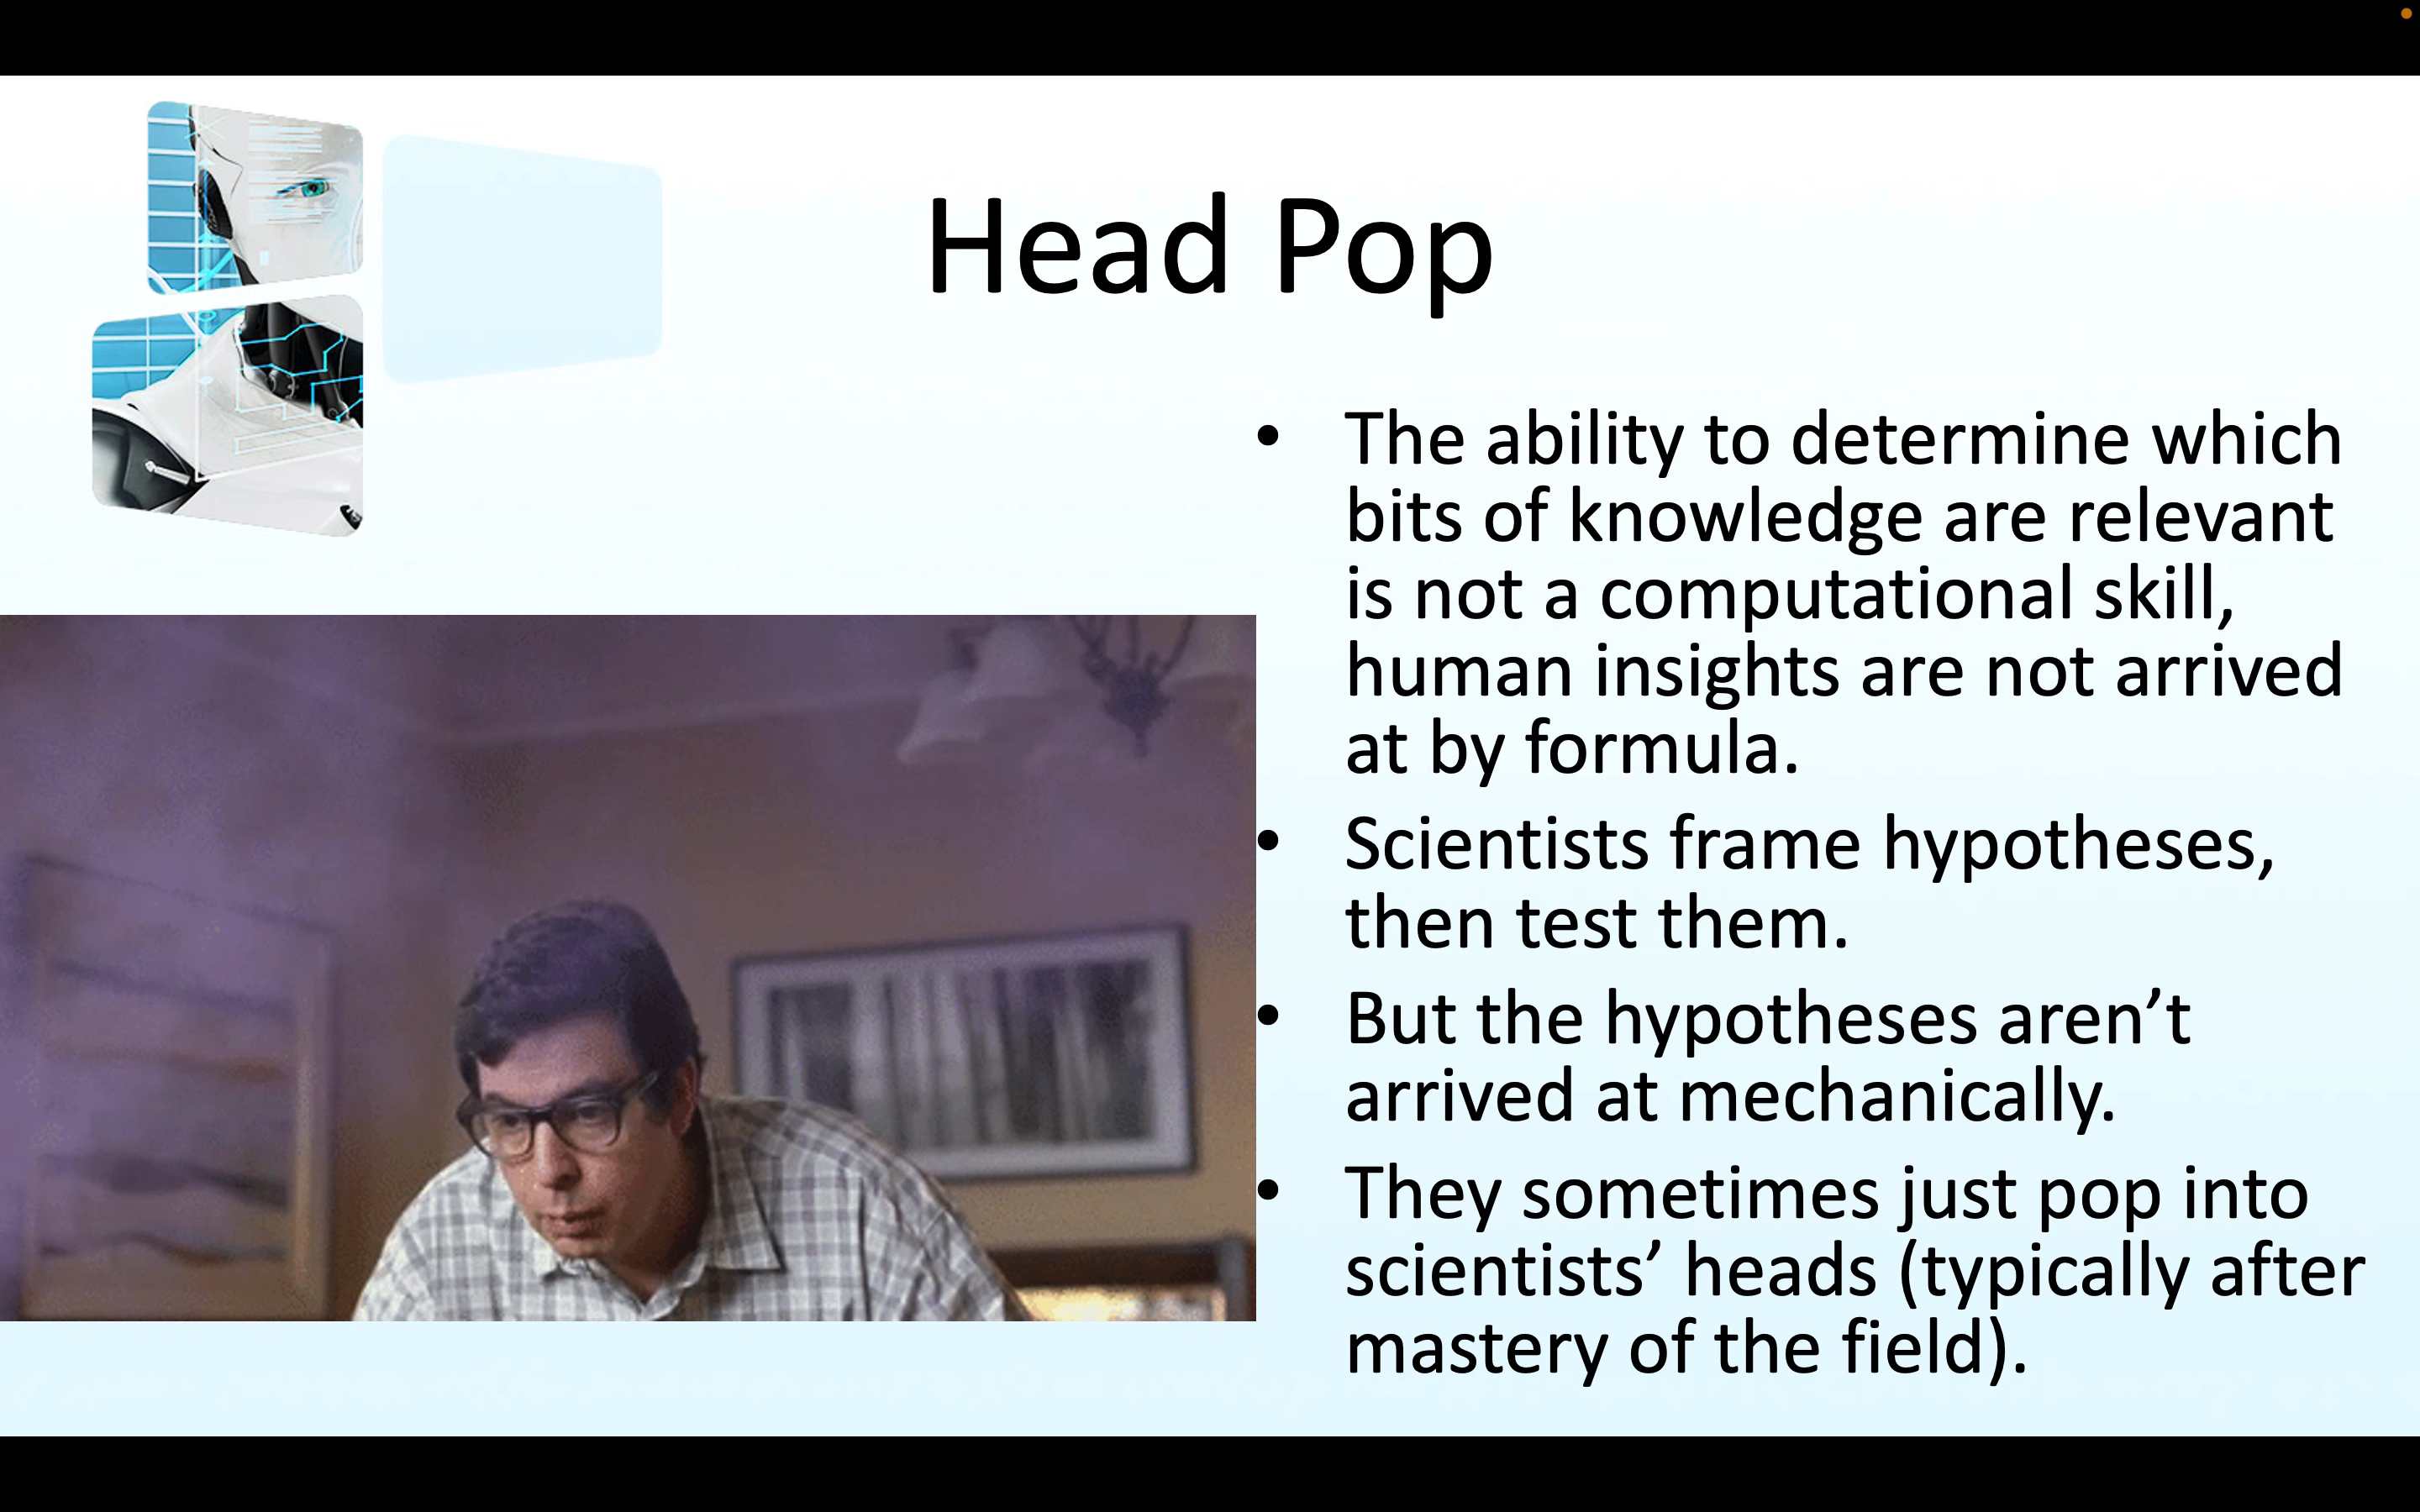 Head Pop
• The ability to determine which
bits of knowledge are relevant
is not a computational skill,
human insights are not arrived
at by formula.
• Scientists frame hypotheses,
then test them.
• But the hypotheses aren’t
arrived at mechanically.
• They sometimes just pop into
scientists’ heads (typically after
mastery of the field).